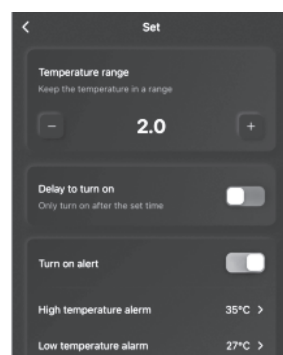 Set
Temperature range
Keep the temperature in a range
− 2.0 +
Delay to turn on
Only turn on after the set time
Turn on alert
High temperature alerm 35°C >
Low temperature alarm 27°C >